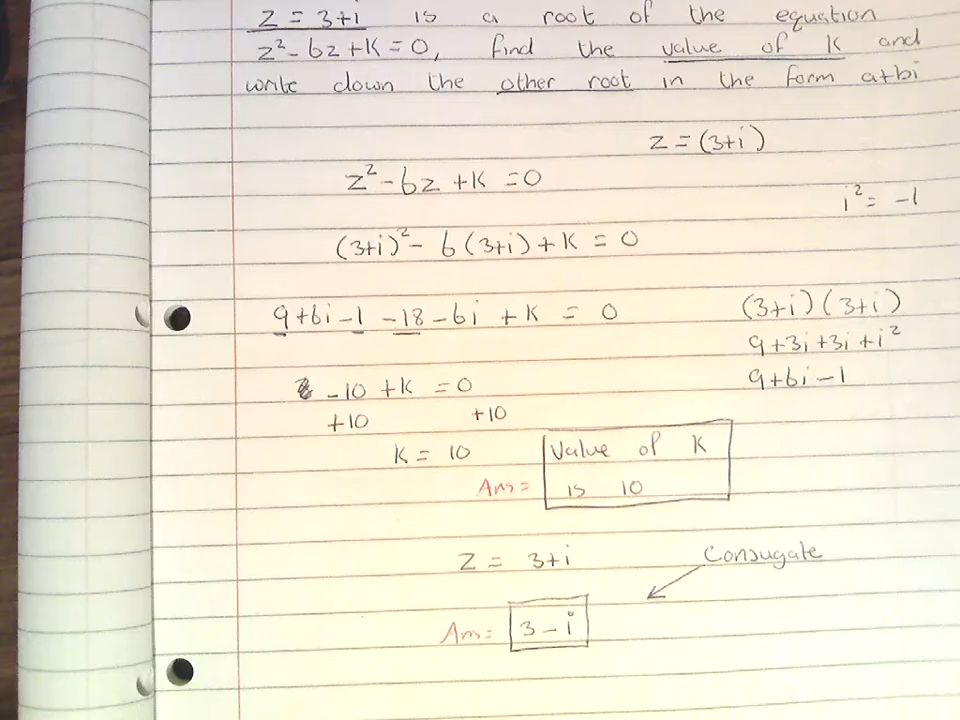 z = 3+i is a root of the equation
z² - 6z + k = 0, find the value of k and
write down the other root in the form a+bi
z = (3+i)
z² - 6z + k = 0
i² = -1
(3+i)² - 6(3+i) + k = 0
9 + 6i - 1 - 18 - 6i + k = 0
(3+i)(3+i)
9 + 3i + 3i + i²
9 + 6i - 1
-10 + k = 0
+10 +10
k = 10
Value of k
Ans = is 10
z = 3+i
Conjugate
Ans = 3 - i